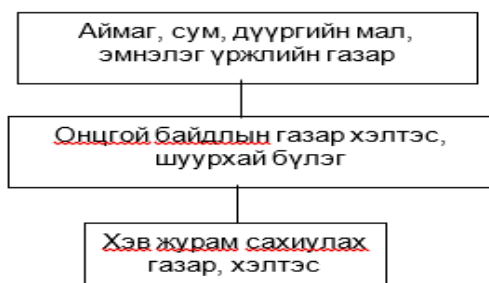 Аймаг, сум, дүүргийн мал,
эмнэлэг үржлийн газар
Онцгой байдлын газар хэлтэс,
шуурхай бүлэг
Хэв журам сахиулах
газар, хэлтэс